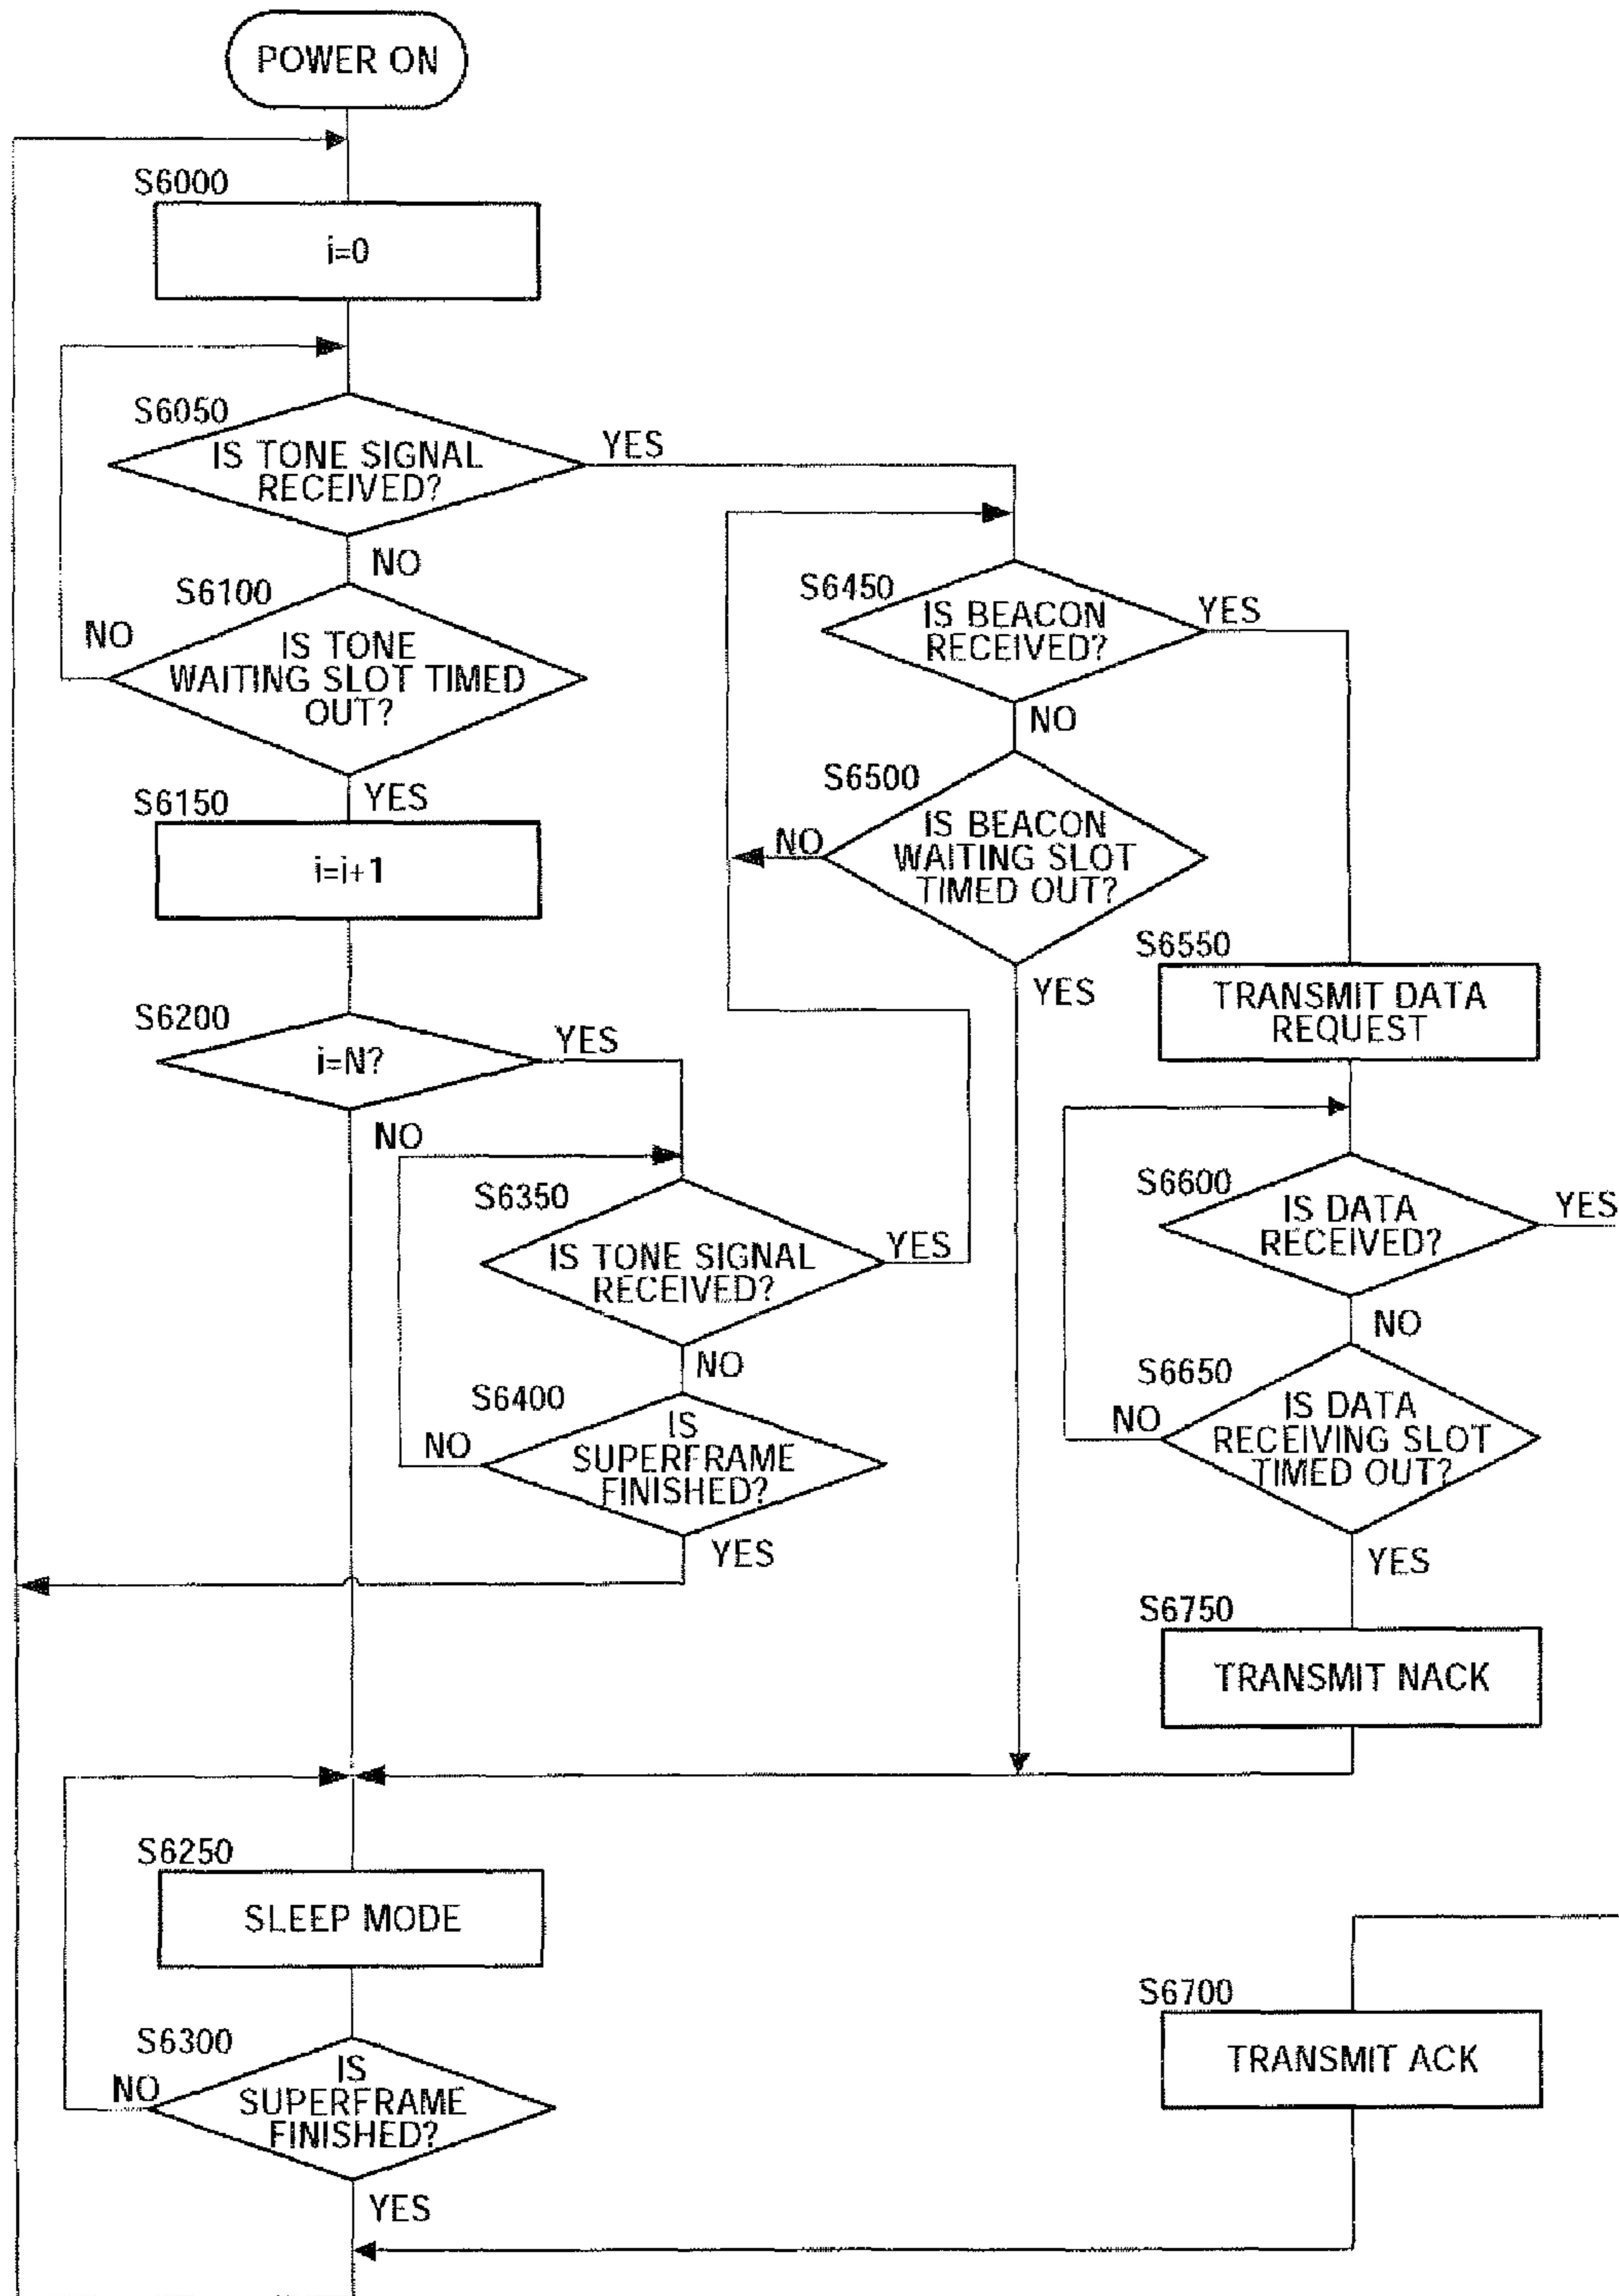 POWER ON
S6000
i=0
S6050
IS TONE SIGNAL
RECEIVED?
YES
NO
S6100
NO
IS TONE
WAITING SLOT TIMED
OUT?
YES
S6150
i=i+1
S6200
i=N?
YES
NO
S6350
IS TONE SIGNAL
RECEIVED?
YES
NO
S6400
NO
IS
SUPERFRAME
FINISHED?
YES
S6450
IS BEACON
RECEIVED?
YES
NO
S6500
NO
IS BEACON
WAITING SLOT
TIMED OUT?
YES
S6550
TRANSMIT DATA
REQUEST
S6600
IS DATA
RECEIVED?
YES
NO
S6650
NO
IS DATA
RECEIVING SLOT
TIMED OUT?
YES
S6750
TRANSMIT NACK
S6250
SLEEP MODE
S6300
NO
IS
SUPERFRAME
FINISHED?
YES
S6700
TRANSMIT ACK